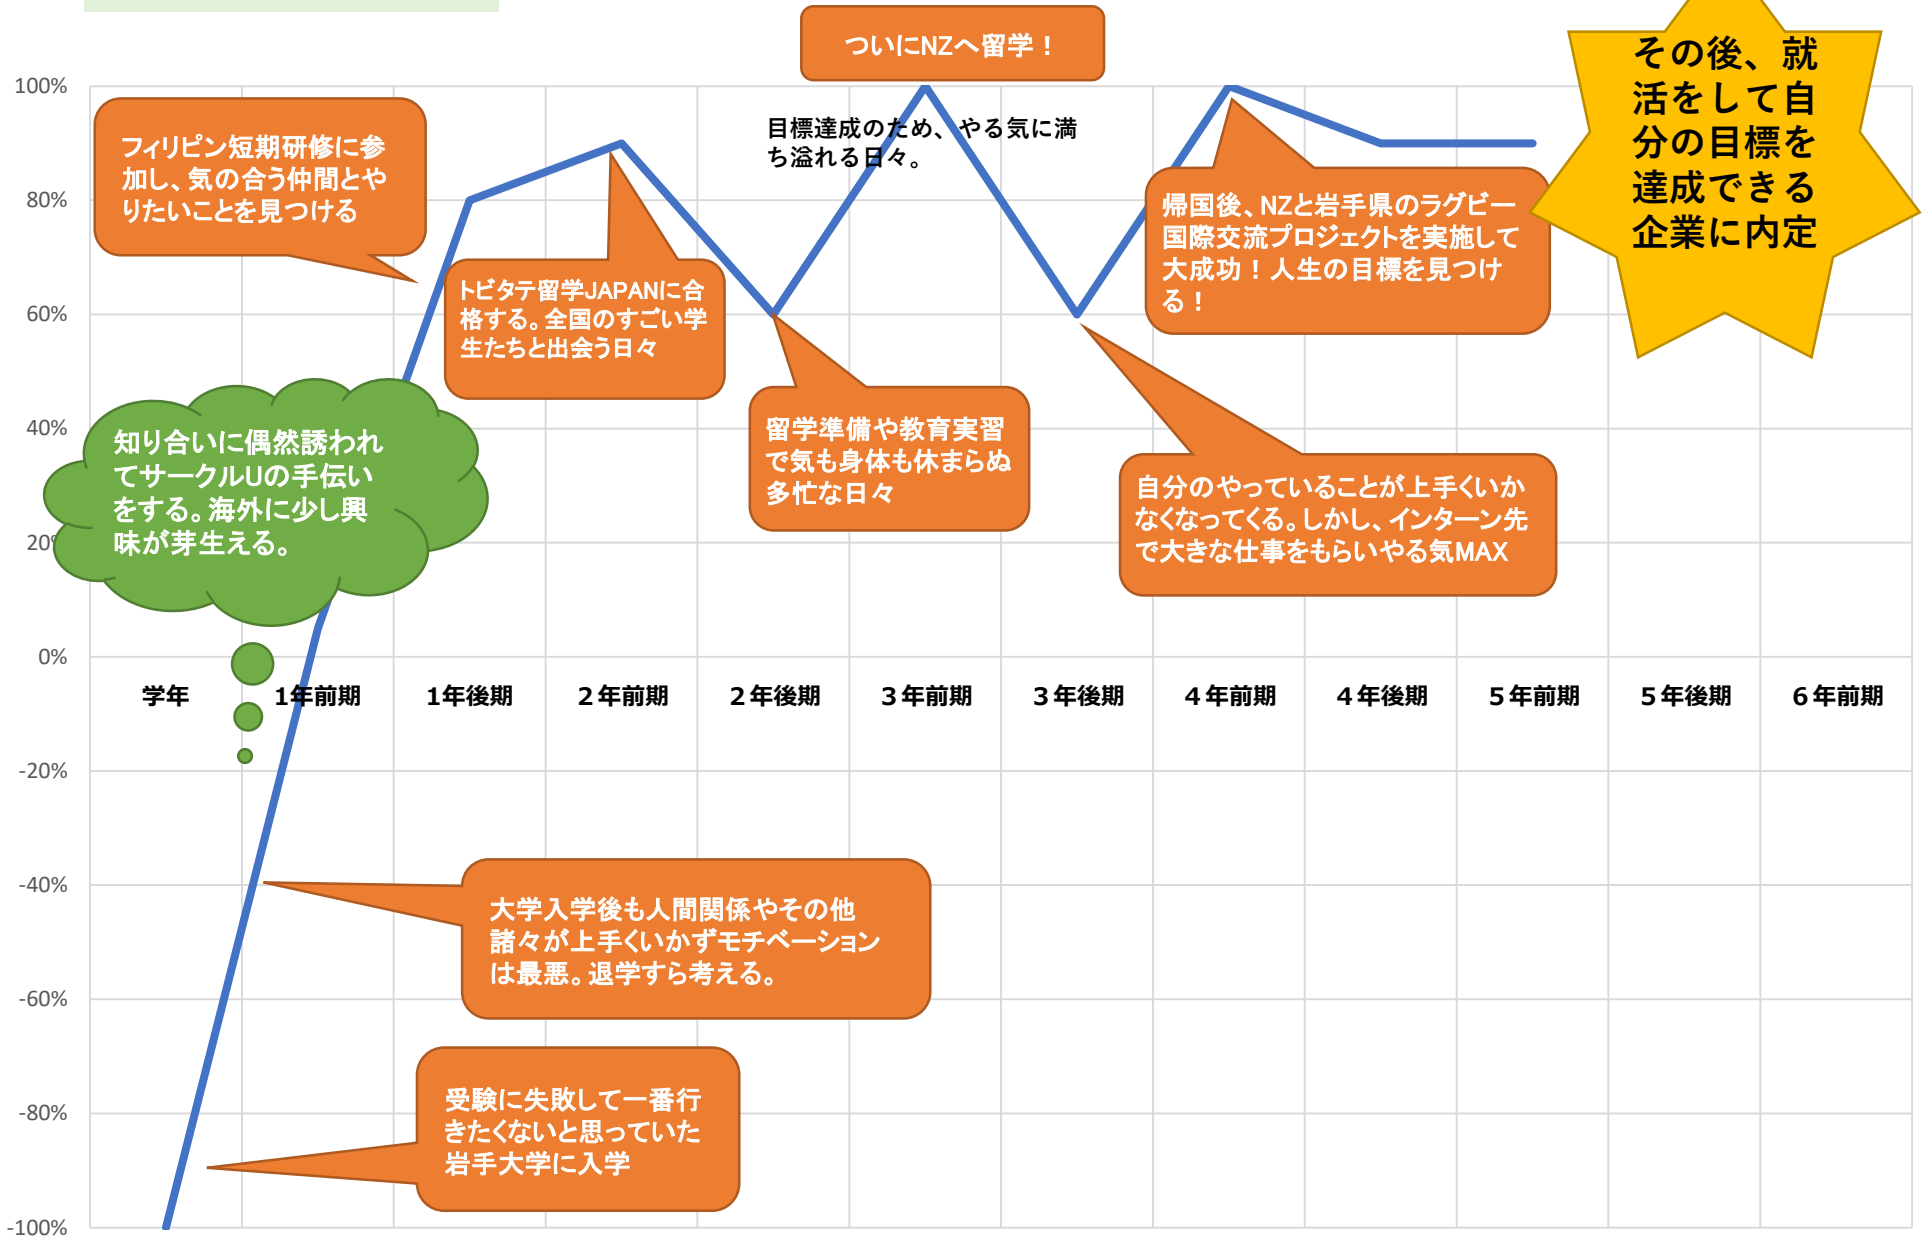 ついにNZへ留学！
その後、就
活をして自
分の目標を
達成できる
企業に内定
100%
フィリピン短期研修に参
加し、気の合う仲間とや
りたいことを見つける
目標達成のため、やる気に満
ち溢れる日々。
80%
帰国後、NZと岩手県のラグビー
国際交流プロジェクトを実施して
大成功！人生の目標を見つけ
る！
トビタテ留学JAPANに合
格する。全国のすごい学
生たちと出会う日々
60%
40%
知り合いに偶然誘われ
てサークルUの手伝い
をする。海外に少し興
味が芽生える。
留学準備や教育実習
で気も身体も休まらぬ
多忙な日々
自分のやっていることが上手くいか
なくなってくる。しかし、インターン先
で大きな仕事をもらいやる気MAX
20%
0%
学年 1年前期 1年後期 ２年前期 ２年後期 ３年前期 ３年後期 ４年前期 ４年後期 ５年前期 ５年後期 ６年前期
-20%
-40%
大学入学後も人間関係やその他
諸々が上手くいかずモチベーション
は最悪。退学すら考える。
-60%
-80%
受験に失敗して一番行
きたくないと思っていた
岩手大学に入学
-100%